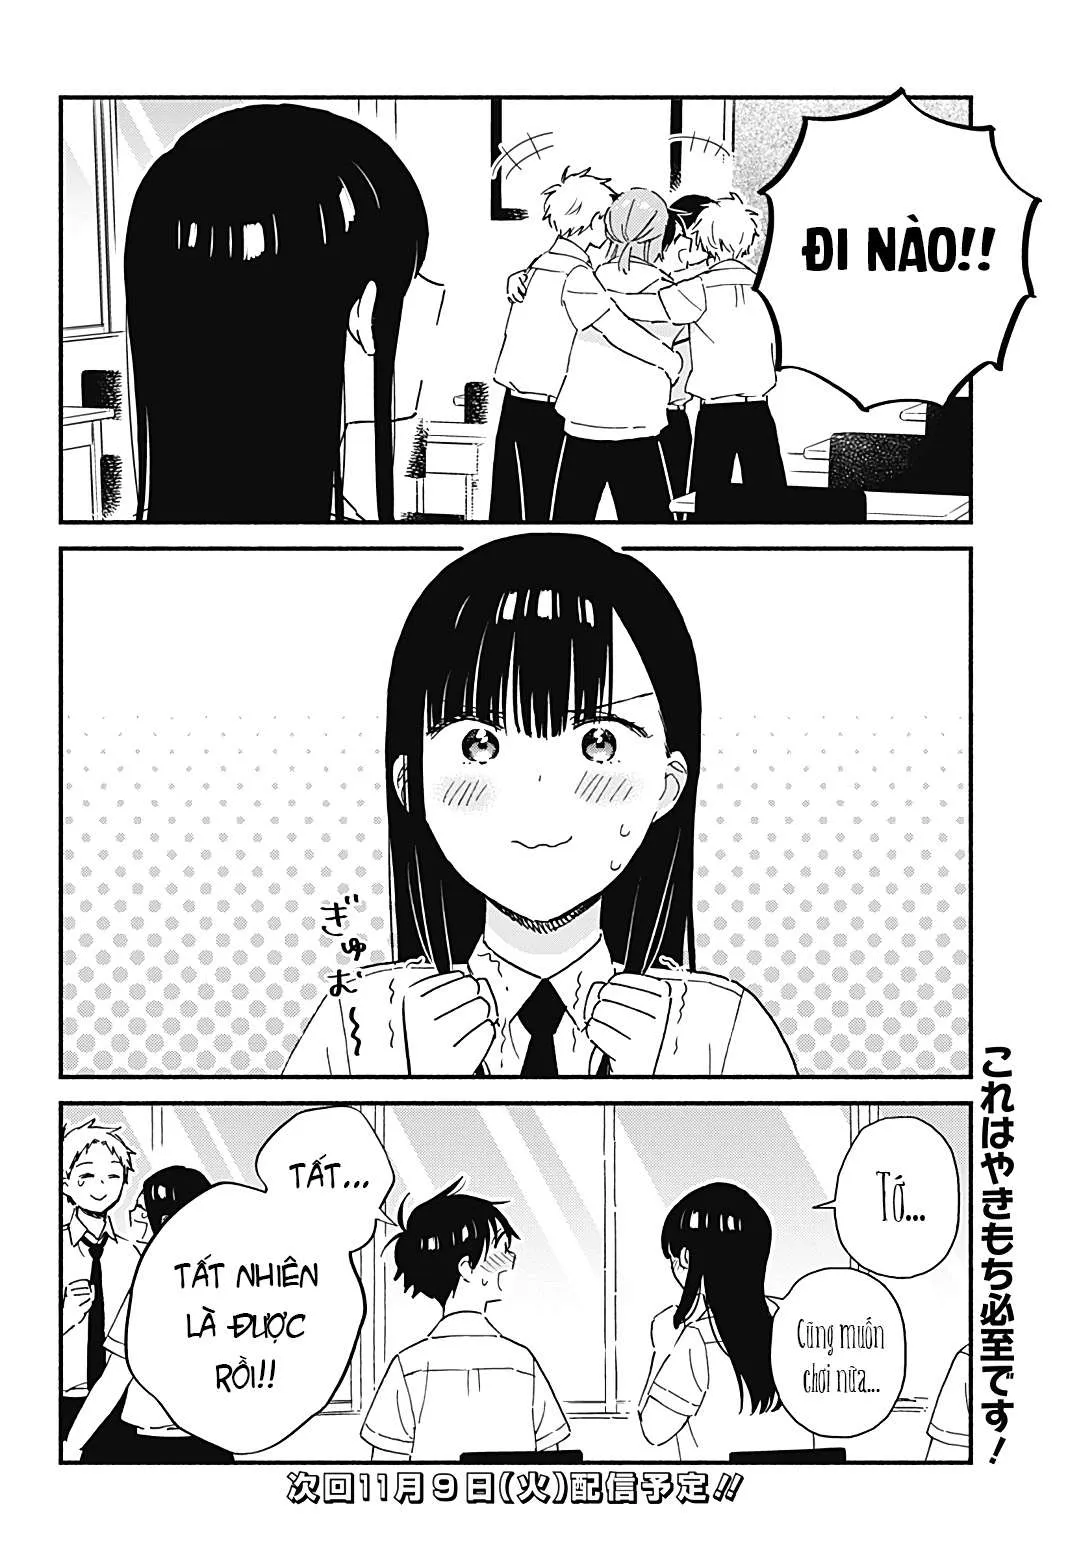 ĐI NÀO!!
ぎゅむ〜
TỚ...
Cũng muốn
chơi nữa...
TẤT...
TẤT NHIÊN
LÀ ĐƯỢC
RỒI!!
これはやきもち必至です！
次回11月9日(火)配信予定!!